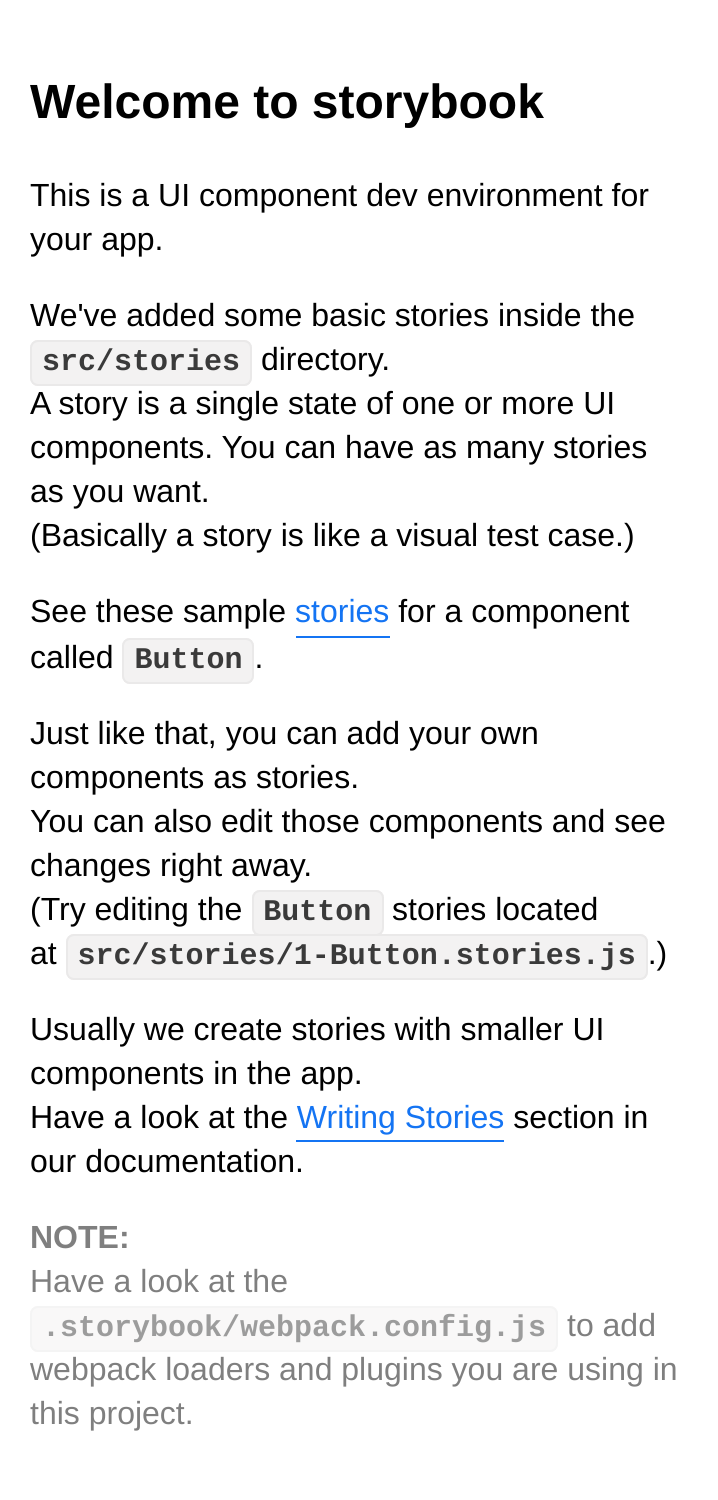 Welcome to storybook
This is a UI component dev environment for
your app.
We've added some basic stories inside the
src/stories directory.
A story is a single state of one or more UI
components. You can have as many stories
as you want.
(Basically a story is like a visual test case.)
See these sample stories for a component
called Button.
Just like that, you can add your own
components as stories.
You can also edit those components and see
changes right away.
(Try editing the Button stories located
at src/stories/1-Button.stories.js.)
Usually we create stories with smaller UI
components in the app.
Have a look at the Writing Stories section in
our documentation.
NOTE:
Have a look at the
.storybook/webpack.config.js to add
webpack loaders and plugins you are using in
this project.